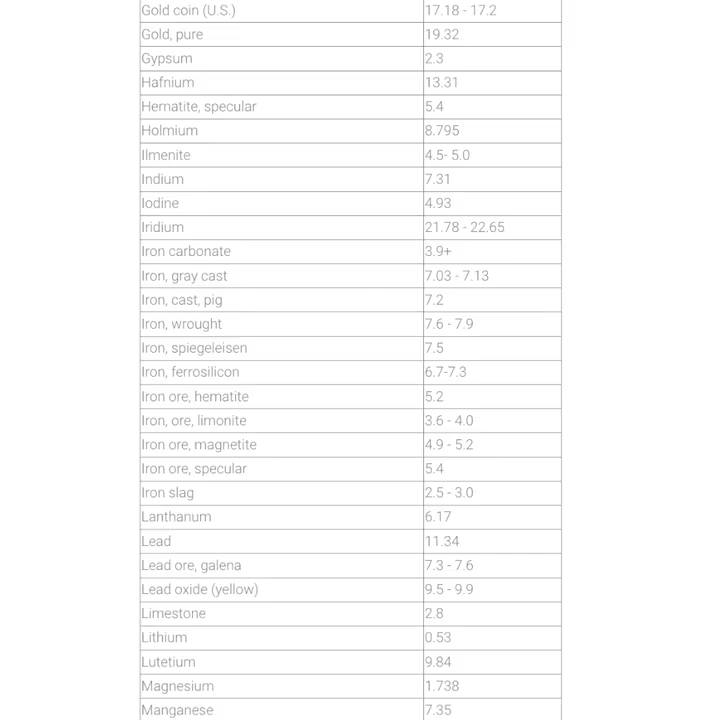 Gold coin (U.S.) 17.18 - 17.2
Gold, pure 19.32
Gypsum 2.3
Hafnium 13.31
Hematite, specular 5.4
Holmium 8.795
Ilmenite 4.5- 5.0
Indium 7.31
Iodine 4.93
Iridium 21.78 - 22.65
Iron carbonate 3.9+
Iron, gray cast 7.03 - 7.13
Iron, cast, pig 7.2
Iron, wrought 7.6 - 7.9
Iron, spiegeleisen 7.5
Iron, ferrosilicon 6.7-7.3
Iron ore, hematite 5.2
Iron, ore, limonite 3.6 - 4.0
Iron ore, magnetite 4.9 - 5.2
Iron ore, specular 5.4
Iron slag 2.5 - 3.0
Lanthanum 6.17
Lead 11.34
Lead ore, galena 7.3 - 7.6
Lead oxide (yellow) 9.5 - 9.9
Limestone 2.8
Lithium 0.53
Lutetium 9.84
Magnesium 1.738
Manganese 7.35